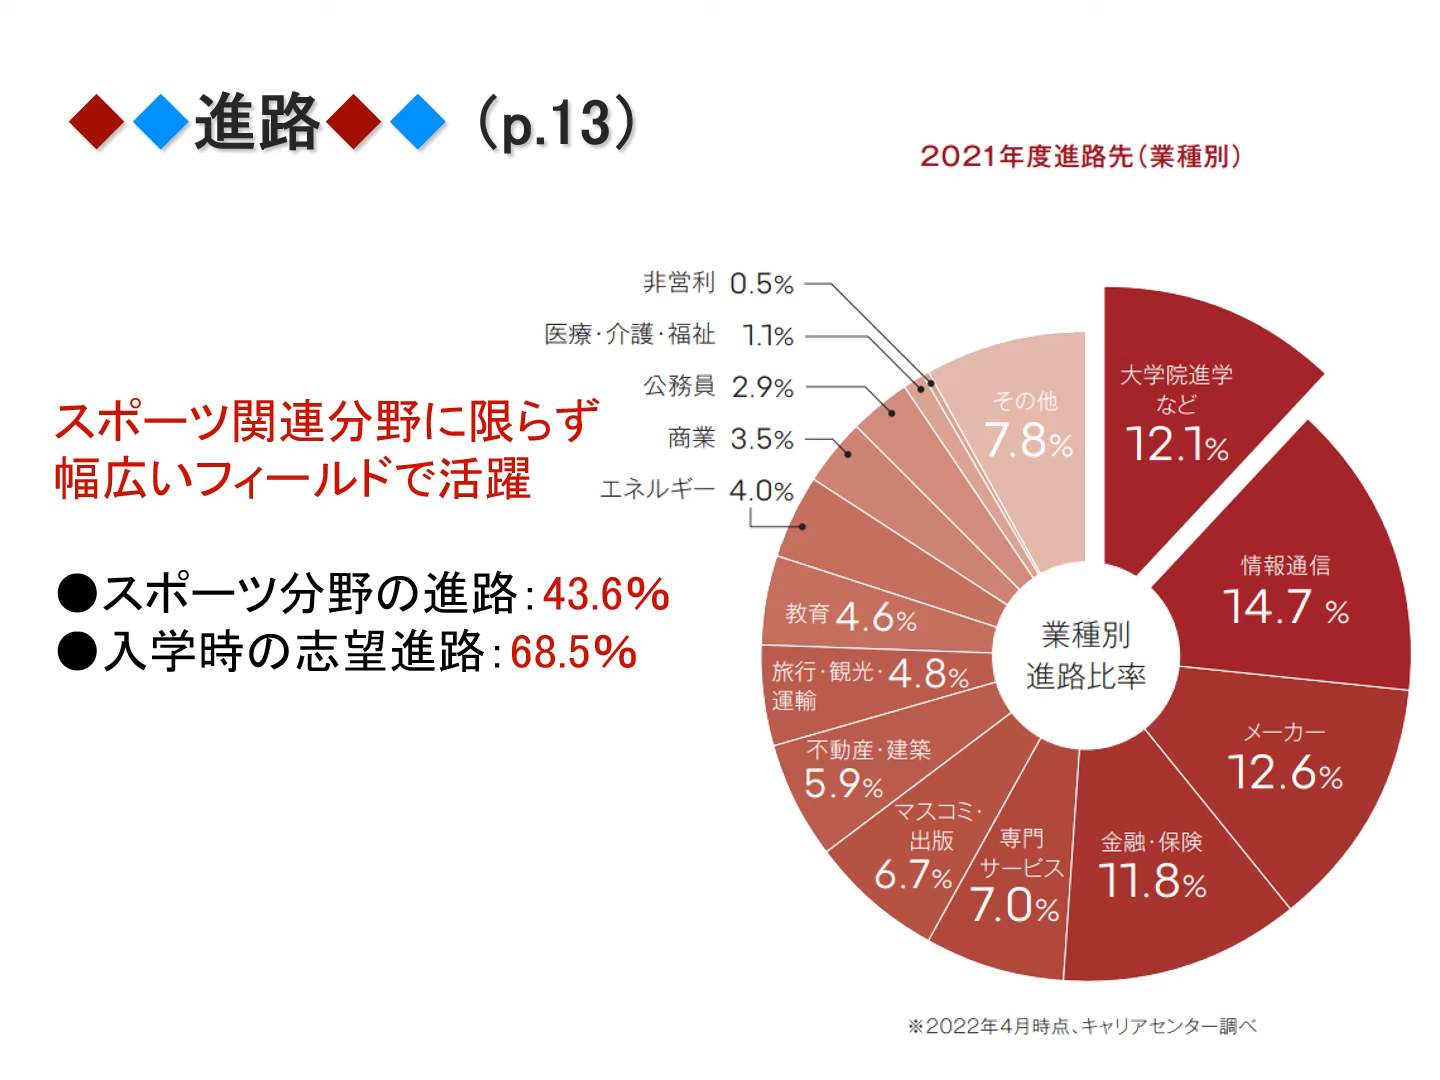 ◆◆進路◆◆（p.13）
2021年度進路先（業種別）
スポーツ関連分野に限らず
幅広いフィールドで活躍
●スポーツ分野の進路：43.6%
●入学時の志望進路：68.5%
非営利 0.5%
医療・介護・福祉 1.1%
公務員 2.9%
商業 3.5%
エネルギー 4.0%
その他
7.8%
大学院進学
など
12.1%
情報通信
14.7 %
メーカー
12.6%
金融・保険
11.8%
専門
サービス
7.0%
マスコミ・
出版
6.7%
不動産・建築
5.9%
旅行・観光・ 4.8%
運輸
教育 4.6%
業種別
進路比率
※2022年4月時点、キャリアセンター調べ